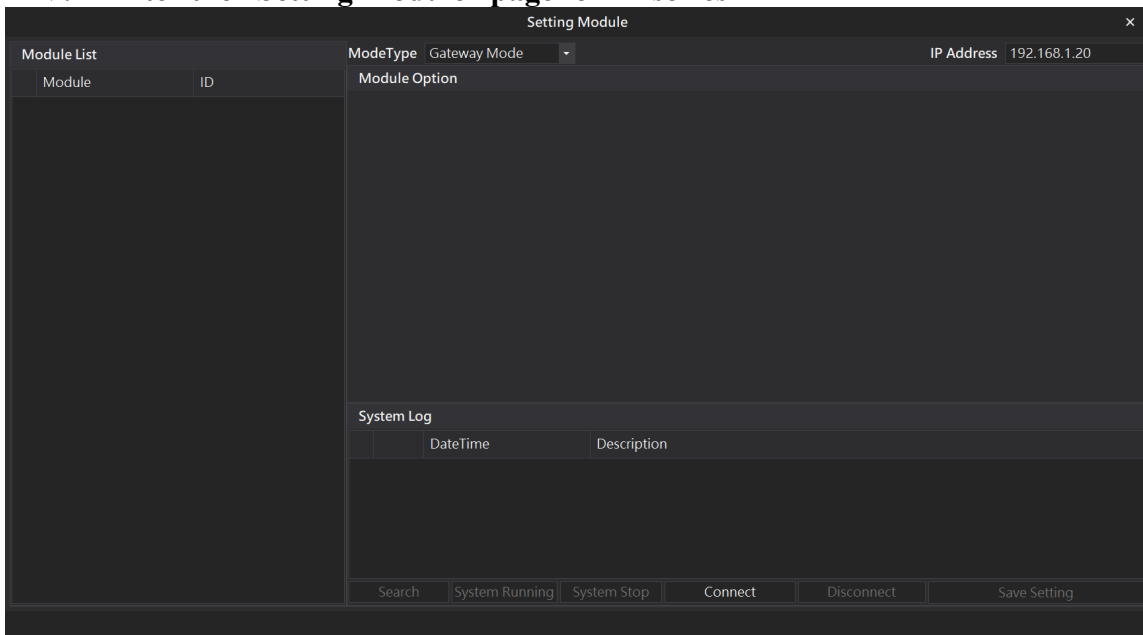 Setting Module ×
Module List
ModeType Gateway Mode
IP Address 192.168.1.20
Module ID
Module Option
System Log
DateTime Description
Search System Running System Stop Connect Disconnect Save Setting